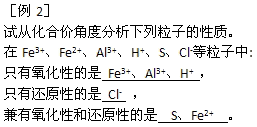 [例 2]
试从化合价角度分析下列粒子的性质。
在 Fe³⁺、Fe²⁺、Al³⁺、H⁺、S、Cl⁻等粒子中:
只有氧化性的是 Fe³⁺、Al³⁺、H⁺ ,
只有还原性的是 Cl⁻ ,
兼有氧化性和还原性的是 S、Fe²⁺ 。